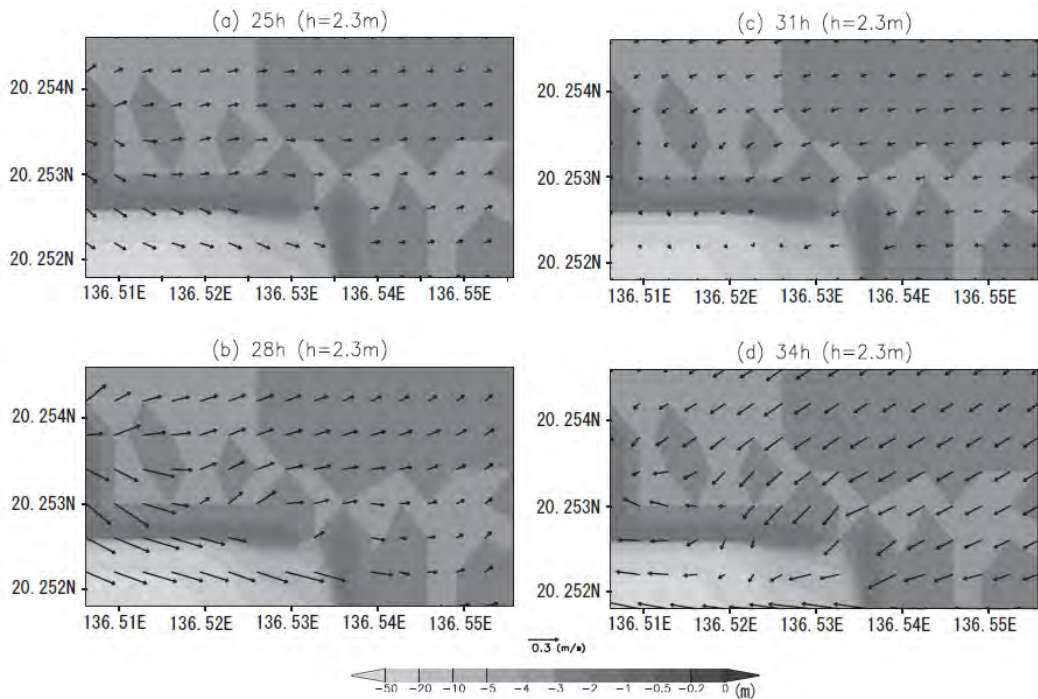 (a) 25h (h=2.3m)
20.254N
20.253N
20.252N
136.51E 136.52E 136.53E 136.54E 136.55E
(b) 28h (h=2.3m)
20.254N
20.253N
20.252N
136.51E 136.52E 136.53E 136.54E 136.55E
(c) 31h (h=2.3m)
20.254N
20.253N
20.252N
136.51E 136.52E 136.53E 136.54E 136.55E
(d) 34h (h=2.3m)
20.254N
20.253N
20.252N
136.51E 136.52E 136.53E 136.54E 136.55E
0.3 (m/s)
-50 -20 -10 -5 -4 -3 -2 -1 -0.5 -0.2 0 (m)